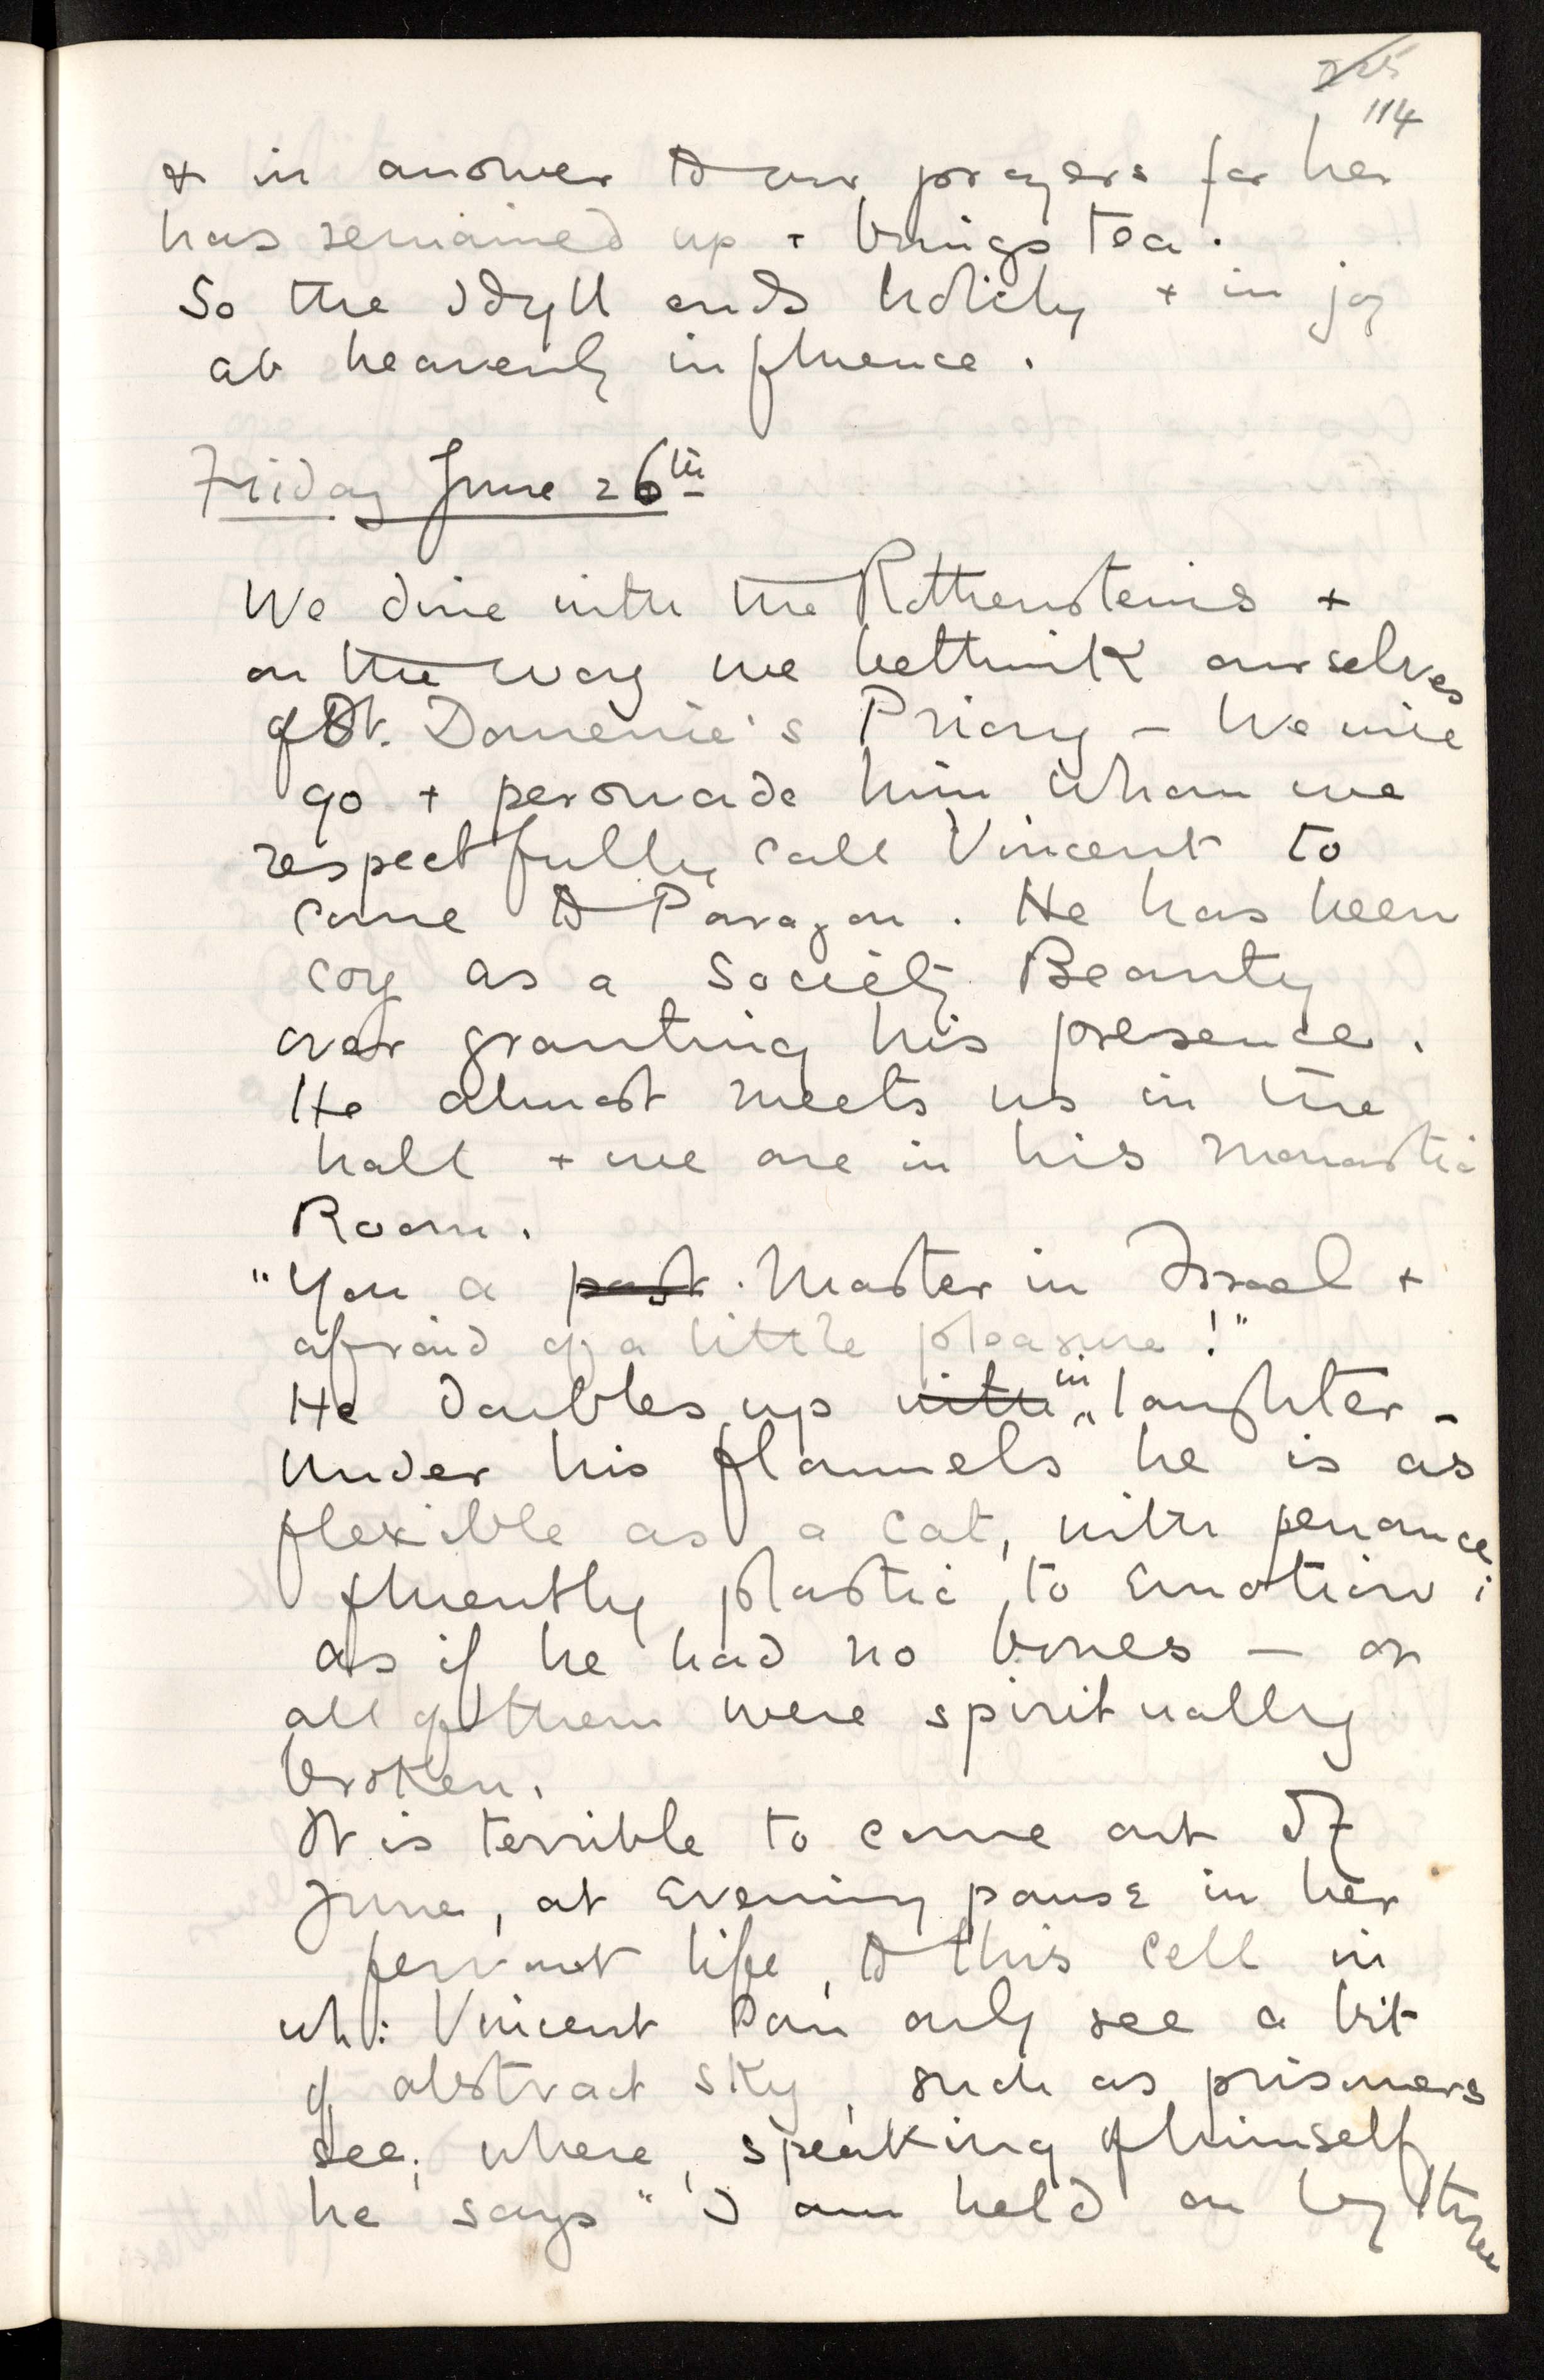 225
114
& in answer to our prayers for her
has remained up + brings tea.
So the Idyll ends holily + in joy
at heavenly influence.
Friday June 26th
We dine with the Rothensteins +
on the way we bethink ourselves
of St. Domenic's Priory – We will
go + persuade him whom we
respectfully call Vincent to
come to Paragon. He has been
coy as a Society Beauty
over granting his presence.
He almost meets us in the
hall + we are in his monastic
Room.
"You a past Master in Israel +
afraid of a little pleasure!"
He doubles up with in laughter –
Under his flannels he is as
flexible as a cat, with penance
fluently plastic to emotion;
as if he had no bones — or
all of them were spiritually
broken.
It is terrible to come out of
June, at evening pause in her
fervent life, to this cell in
wh: Vincent can only see a bit
of abstract sky, such as prisoners
see; where, speaking of himself,
he says "I am held on by three